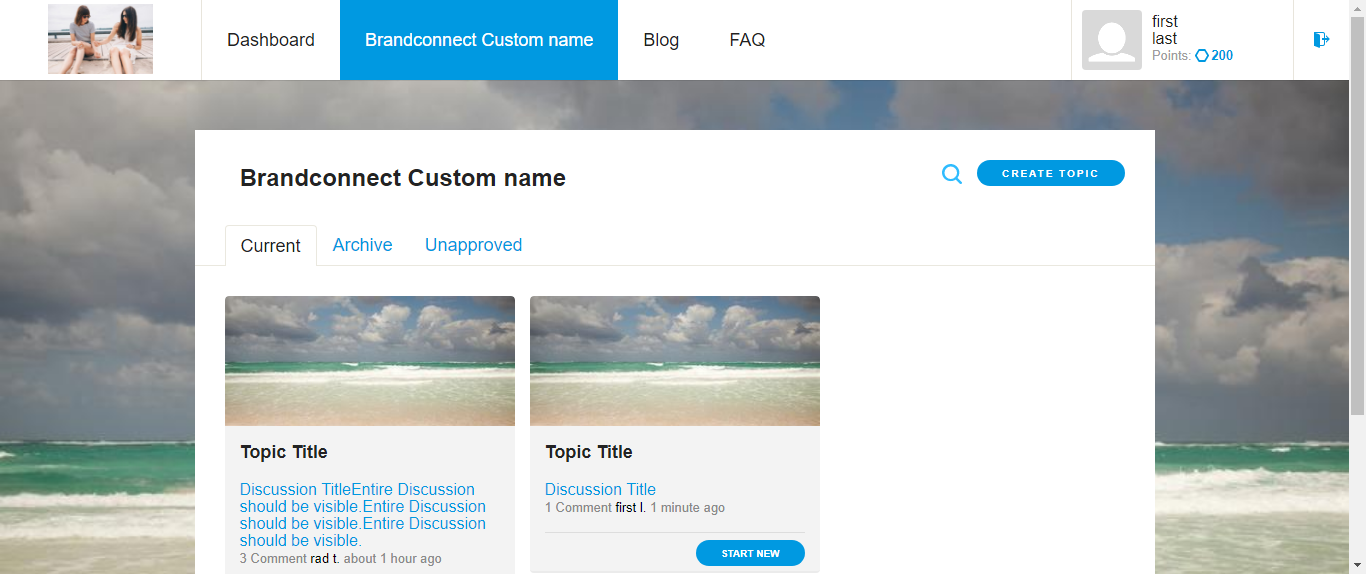 Dashboard
Brandconnect Custom name
Blog
FAQ
first
last
Points: 200
Brandconnect Custom name
CREATE TOPIC
Current
Archive
Unapproved
Topic Title
Discussion TitleEntire Discussion
should be visible.Entire Discussion
should be visible.Entire Discussion
should be visible.
3 Comment rad t. about 1 hour ago
Topic Title
Discussion Title
1 Comment first l. 1 minute ago
START NEW